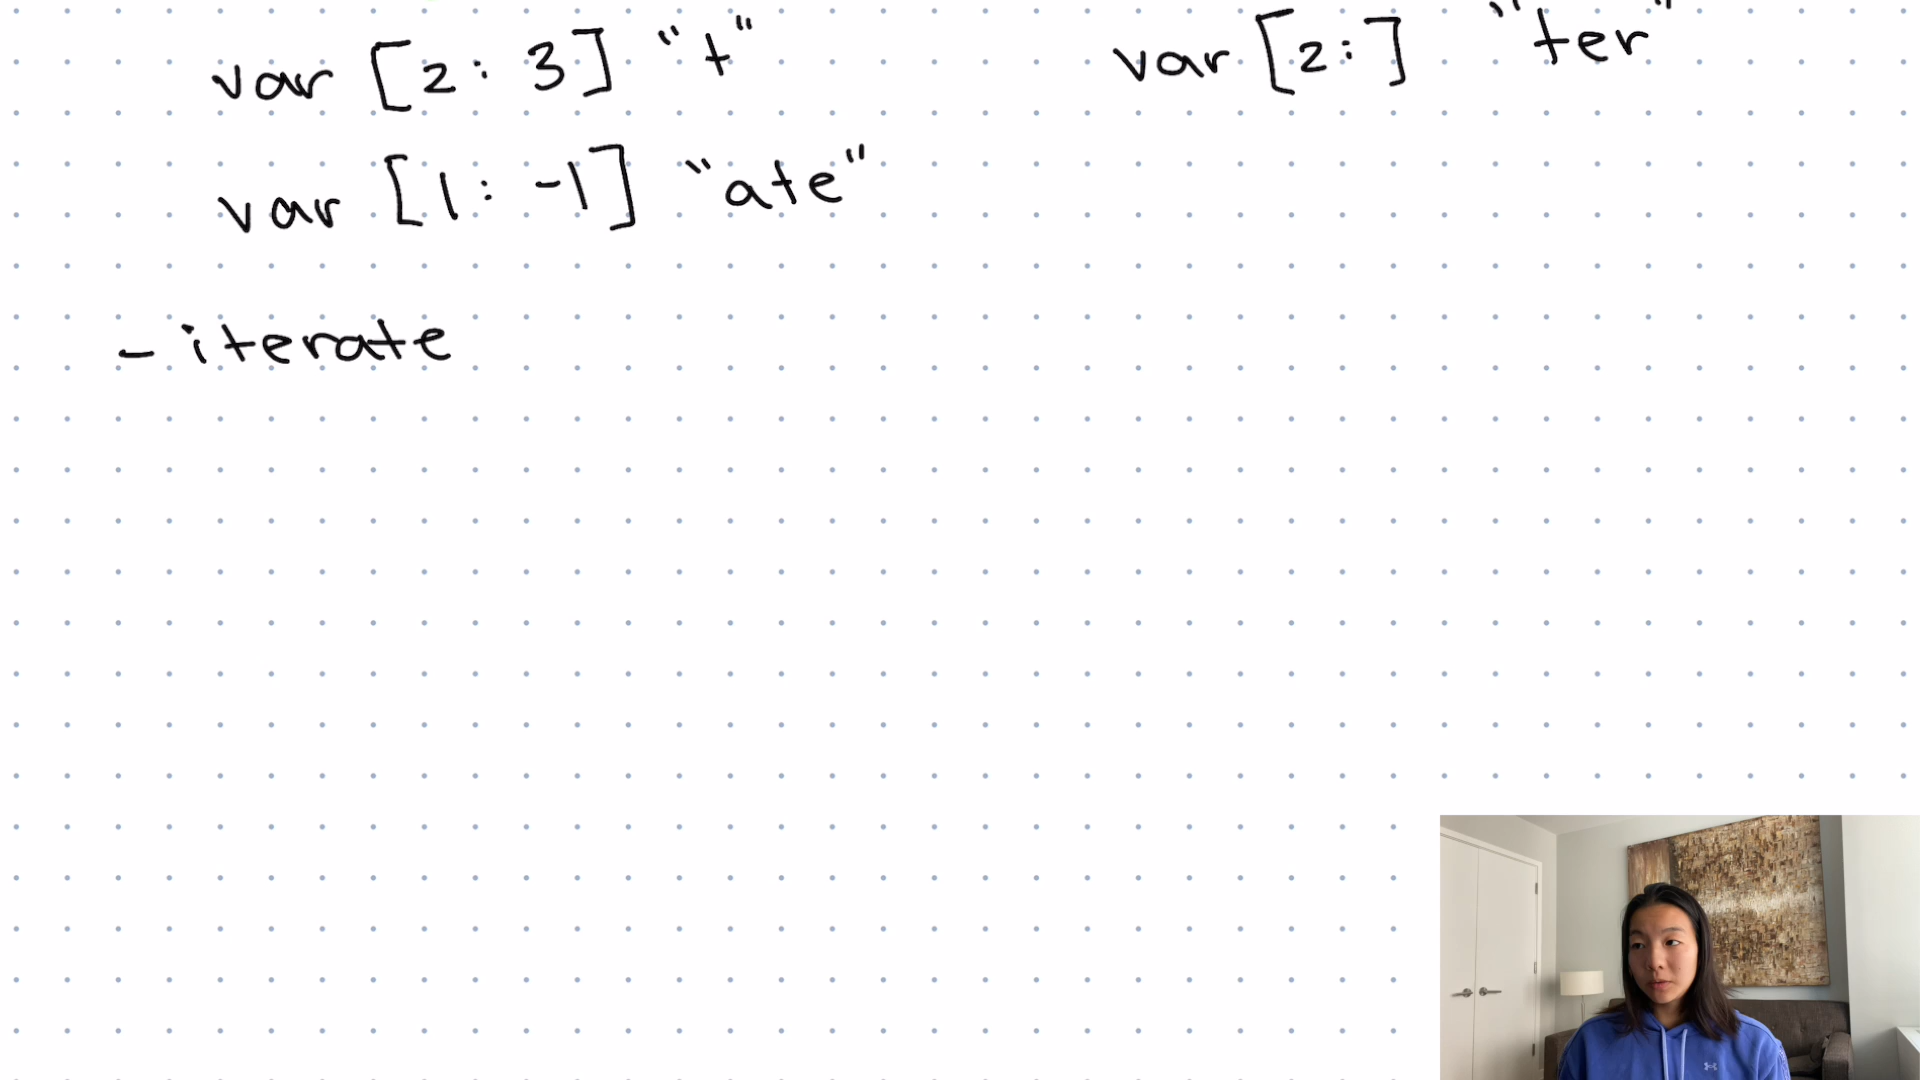 var [2: 3] "t"
var [2:] "ter"
var [1: -1] "ate"
- iterate